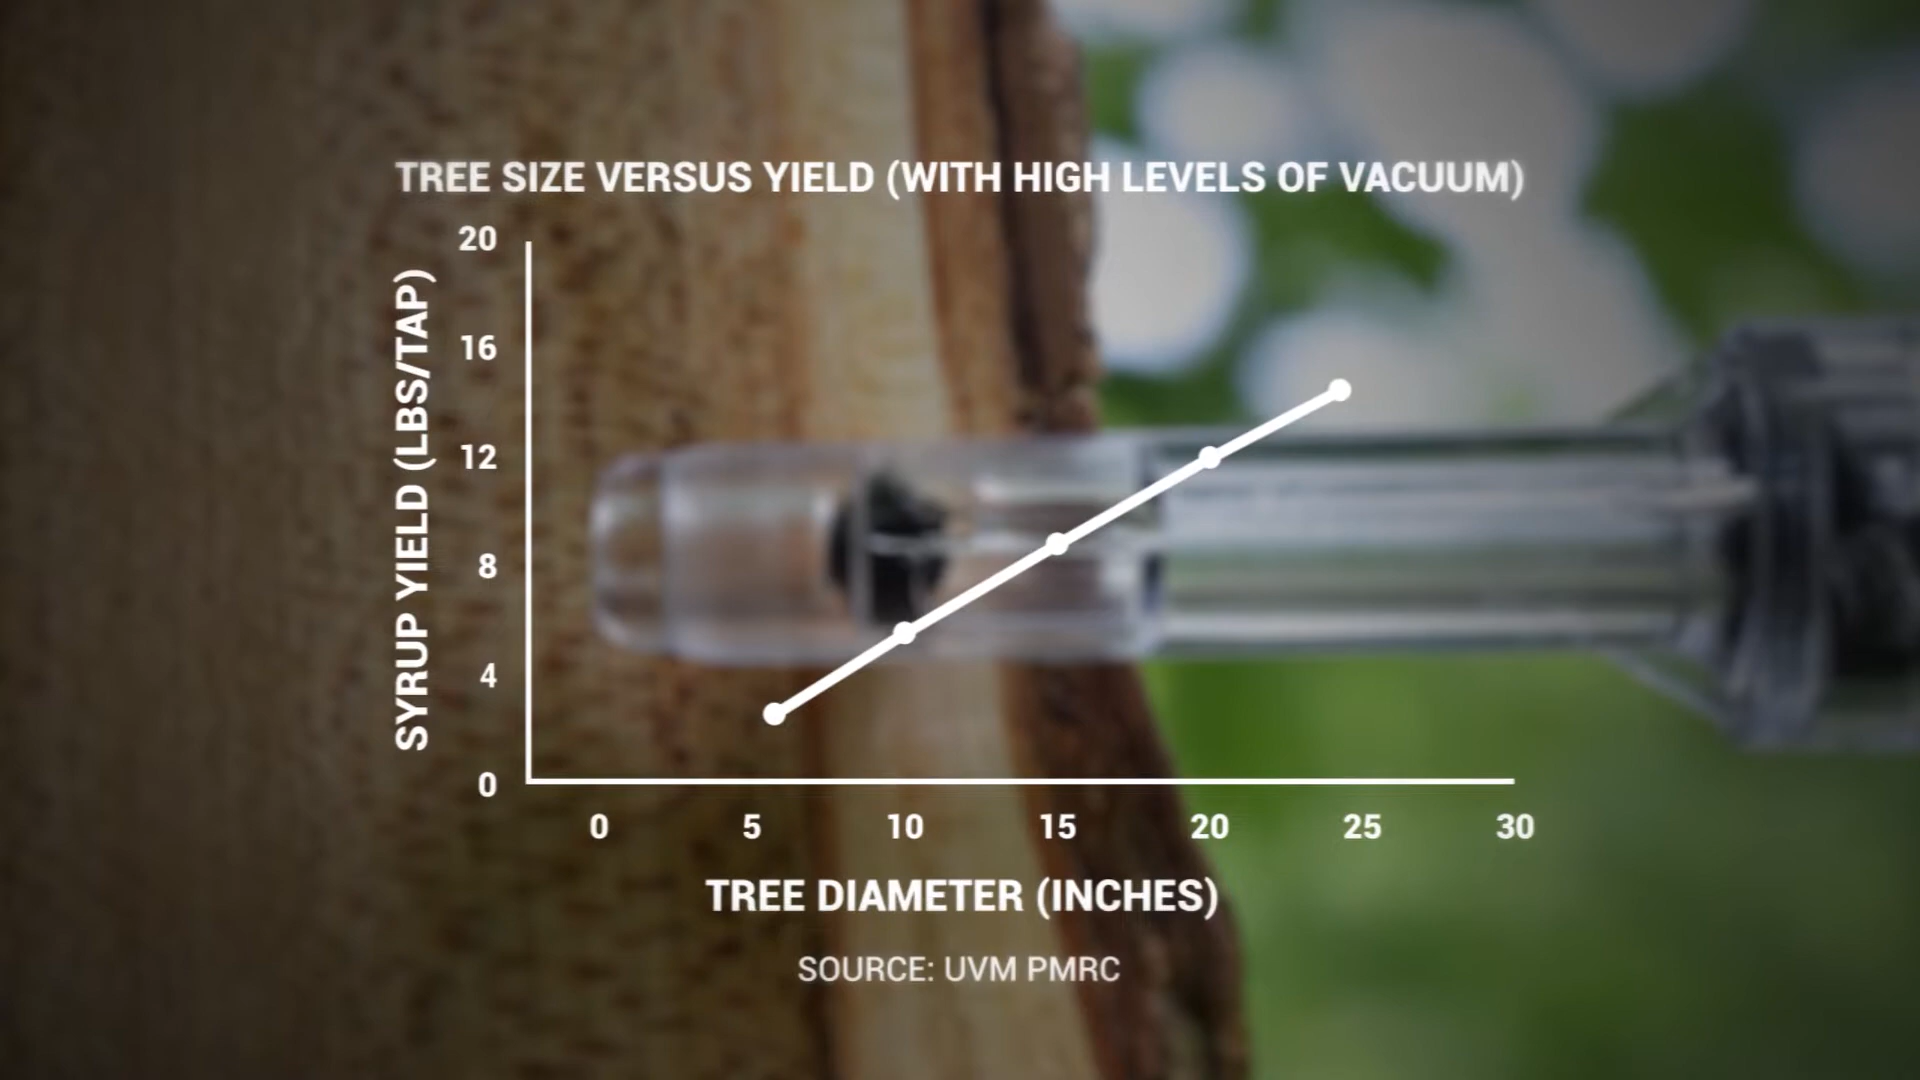 TREE SIZE VERSUS YIELD (WITH HIGH LEVELS OF VACUUM)
SYRUP YIELD (LBS/TAP)
20
16
12
8
4
0
0 5 10 15 20 25 30
TREE DIAMETER (INCHES)
SOURCE: UVM PMRC